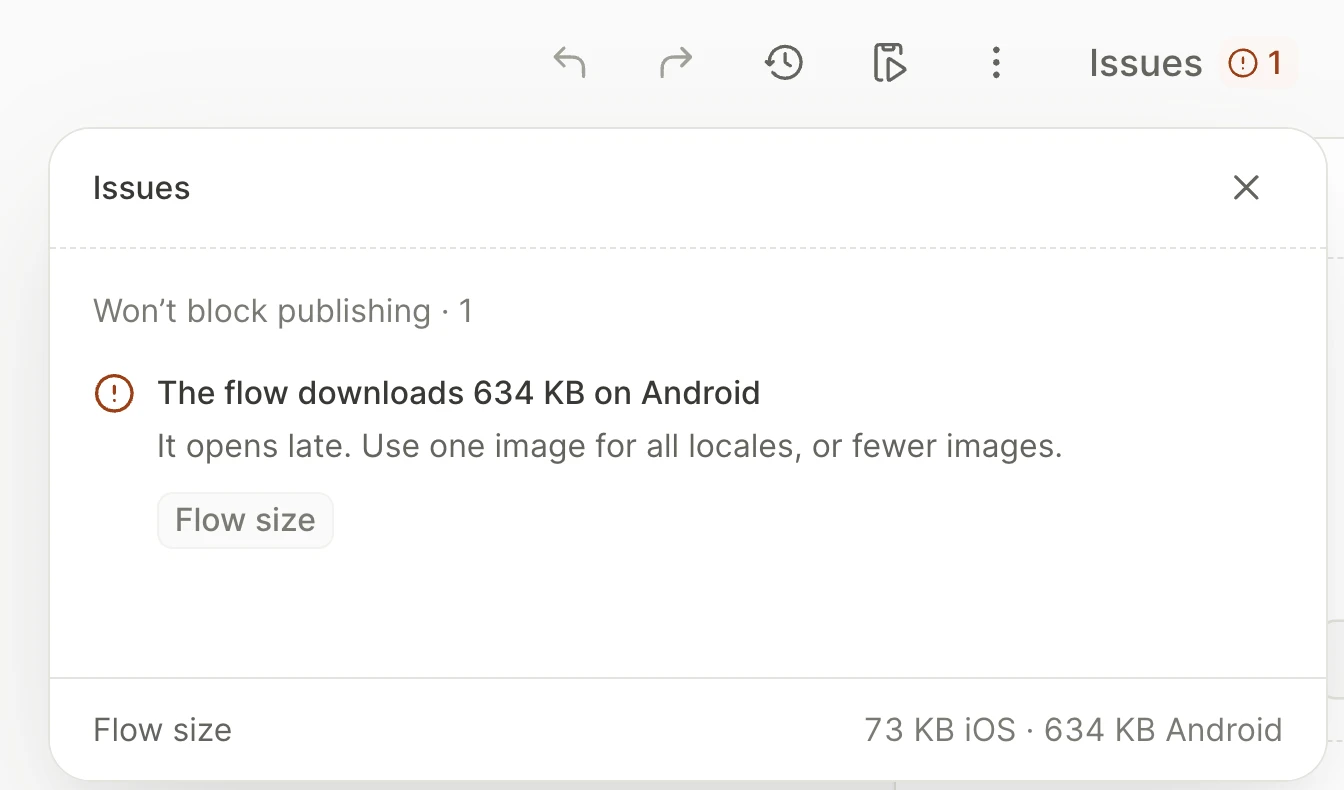 Issues 1
Issues
Won’t block publishing · 1
The flow downloads 634 KB on Android
It opens late. Use one image for all locales, or fewer images.
Flow size
Flow size 73 KB iOS · 634 KB Android